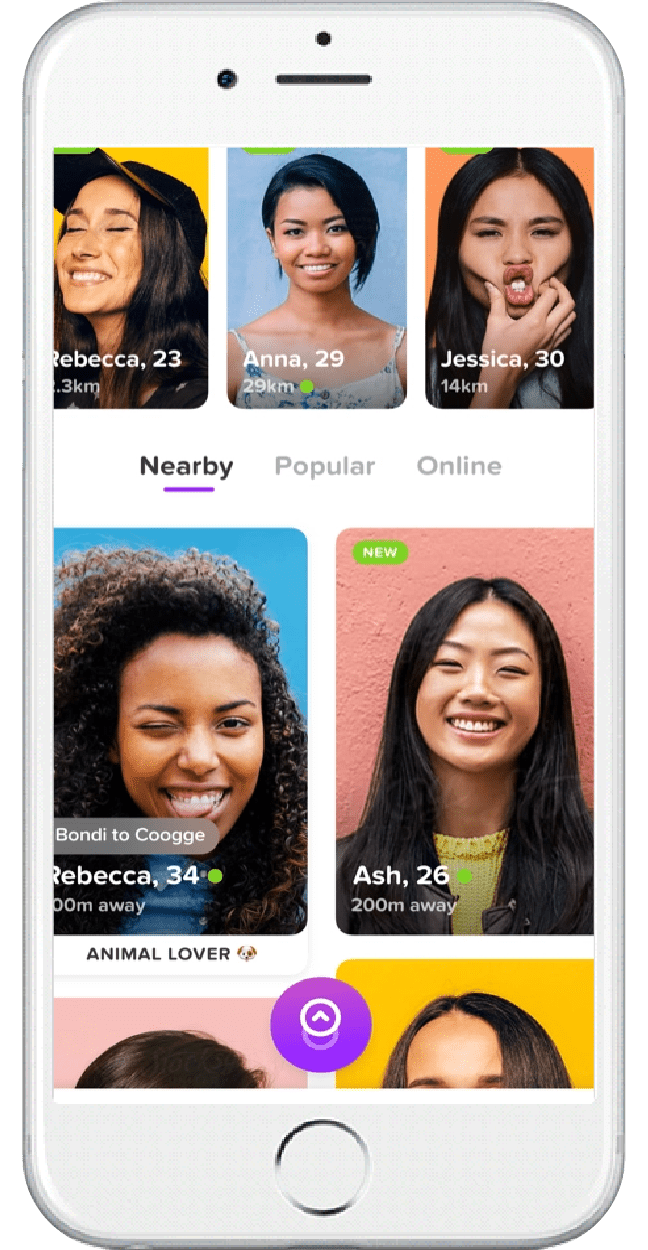 Rebecca, 23
.3km
Anna, 29
29km
Jessica, 30
14km
Nearby
Popular
Online
Bondi to Coogge
Rebecca, 34
00m away
ANIMAL LOVER
NEW
Ash, 26
200m away